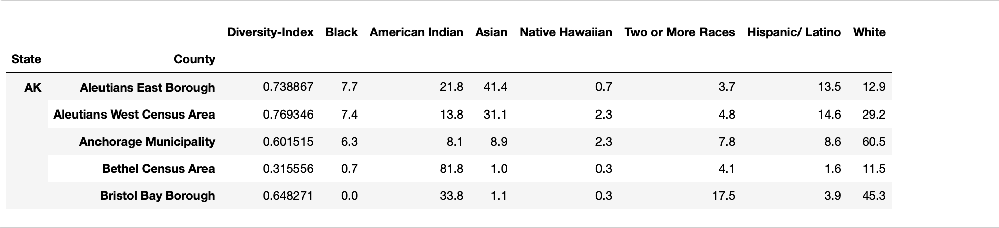 Diversity-Index Black American Indian Asian Native Hawaiian Two or More Races Hispanic/ Latino White
State County
AK Aleutians East Borough 0.738867 7.7 21.8 41.4 0.7 3.7 13.5 12.9
Aleutians West Census Area 0.769346 7.4 13.8 31.1 2.3 4.8 14.6 29.2
Anchorage Municipality 0.601515 6.3 8.1 8.9 2.3 7.8 8.6 60.5
Bethel Census Area 0.315556 0.7 81.8 1.0 0.3 4.1 1.6 11.5
Bristol Bay Borough 0.648271 0.0 33.8 1.1 0.3 17.5 3.9 45.3